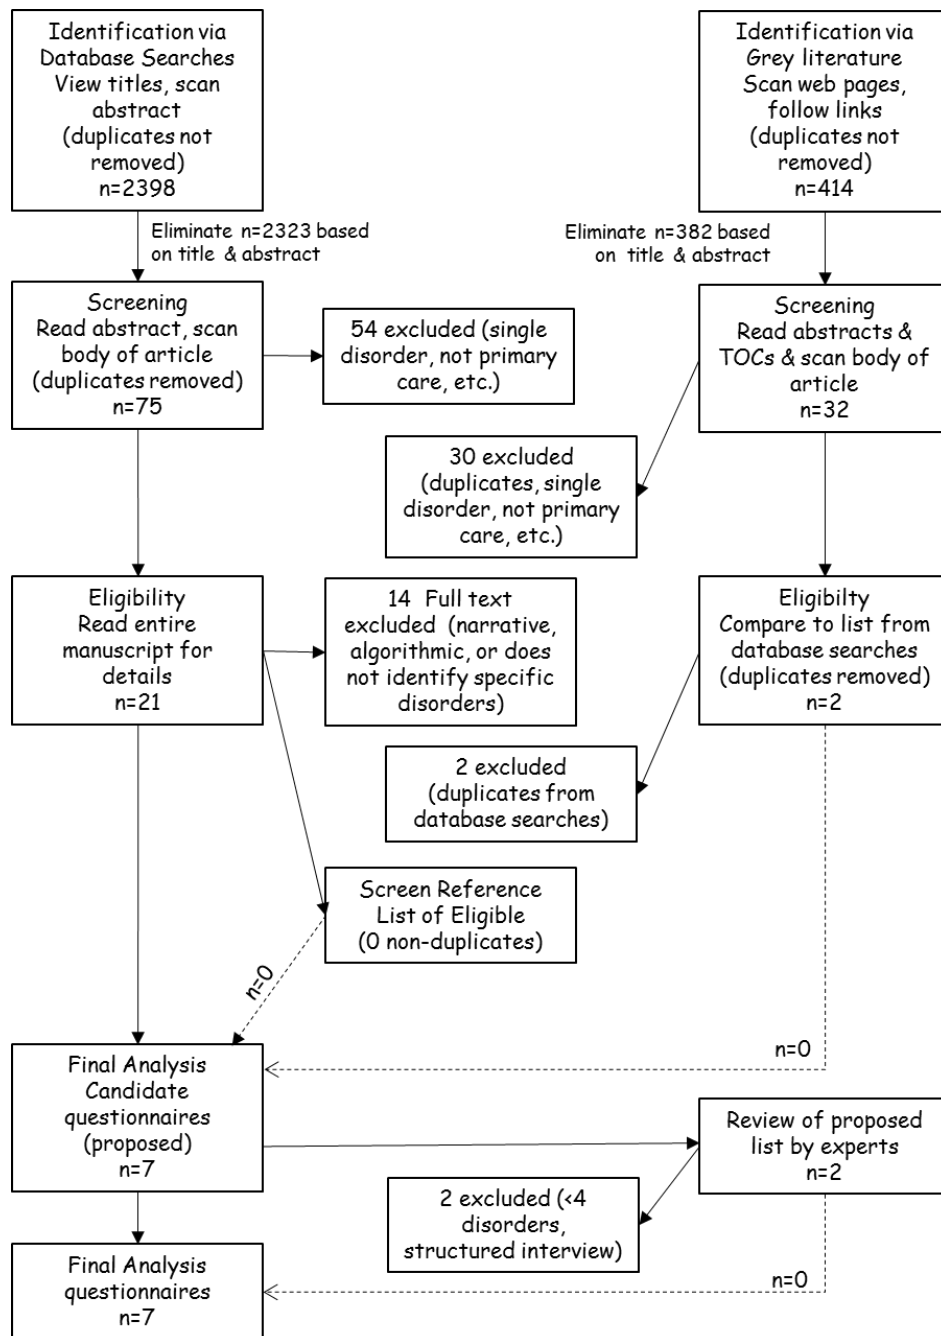 Identification via
Database Searches
View titles, scan
abstract
(duplicates not
removed)
n=2398
Identification via
Grey literature
Scan web pages,
follow links
(duplicates not
removed)
n=414
Eliminate n=2323 based
on title & abstract
Eliminate n=382 based
on title & abstract
Screening
Read abstract, scan
body of article
(duplicates removed)
n=75
54 excluded (single
disorder, not primary
care, etc.)
Screening
Read abstracts &
TOCs & scan body of
article
n=32
30 excluded
(duplicates, single
disorder, not primary
care, etc.)
Eligibility
Read entire
manuscript for
details
n=21
14 Full text
excluded (narrative,
algorithmic, or does
not identify specific
disorders)
Eligibilty
Compare to list from
database searches
(duplicates removed)
n=2
2 excluded
(duplicates from
database searches)
Screen Reference
List of Eligible
(0 non-duplicates)
n=0
n=0
Final Analysis
Candidate
questionnaires
(proposed)
n=7
Review of proposed
list by experts
n=2
2 excluded (<4
disorders,
structured interview)
n=0
Final Analysis
questionnaires
n=7